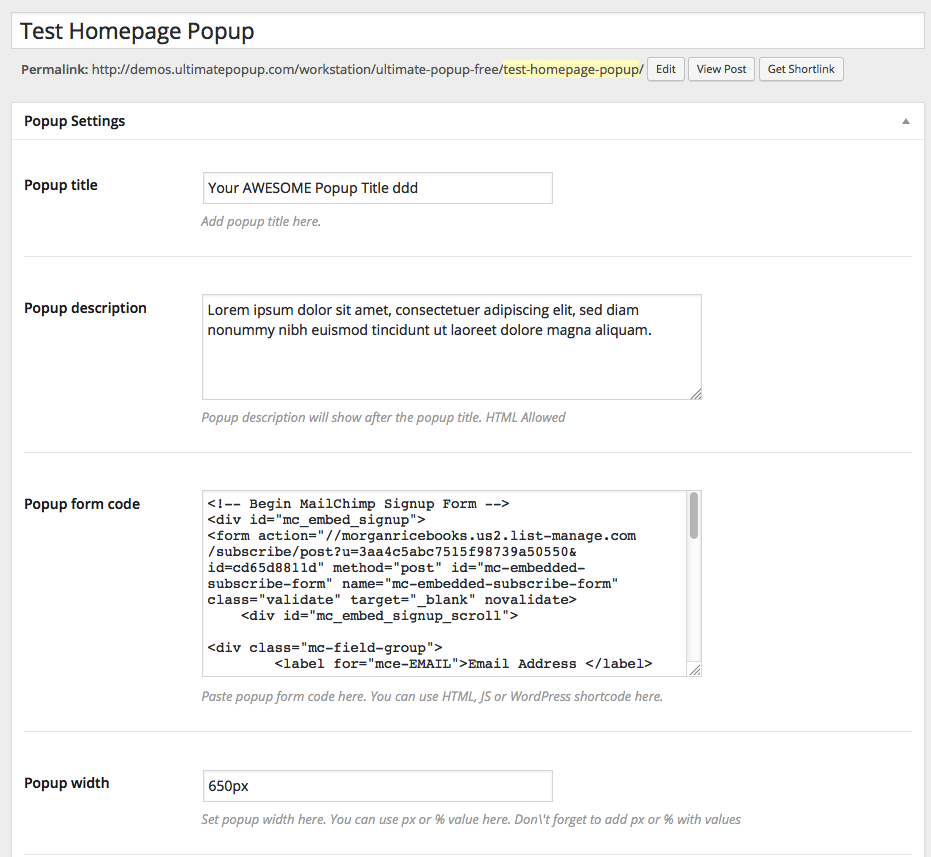 Test Homepage Popup
Permalink: http://demos.ultimatepopup.com/workstation/ultimate-popup-free/test-homepage-popup/ Edit View Post Get Shortlink
Popup Settings
Popup title
Your AWESOME Popup Title ddd
Add popup title here.
Popup description
Lorem ipsum dolor sit amet, consectetuer adipiscing elit, sed diam
nonummy nibh euismod tincidunt ut laoreet dolore magna aliquam.
Popup description will show after the popup title. HTML Allowed
Popup form code
<!-- Begin MailChimp Signup Form -->
<div id="mc_embed_signup">
<form action="//morganricebooks.us2.list-manage.com
/subscribe/post?u=3aa4c5abc7515f98739a50550&
id=cd65d8811d" method="post" id="mc-embedded-
subscribe-form" name="mc-embedded-subscribe-form"
class="validate" target="_blank" novalidate>
<div id="mc_embed_signup_scroll">
<div class="mc-field-group">
<label for="mce-EMAIL">Email Address </label>
Paste popup form code here. You can use HTML, JS or WordPress shortcode here.
Popup width
650px
Set popup width here. You can use px or % value here. Don\'t forget to add px or % with values